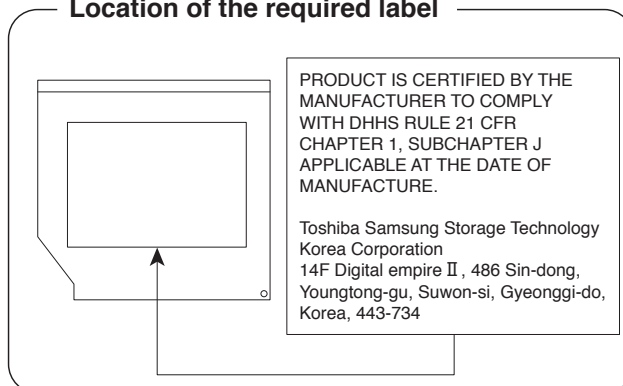 Location of the required label
PRODUCT IS CERTIFIED BY THE
MANUFACTURER TO COMPLY
WITH DHHS RULE 21 CFR
CHAPTER 1, SUBCHAPTER J
APPLICABLE AT THE DATE OF
MANUFACTURE.
Toshiba Samsung Storage Technology
Korea Corporation
14F Digital empire Ⅱ, 486 Sin-dong,
Youngtong-gu, Suwon-si, Gyeonggi-do,
Korea, 443-734